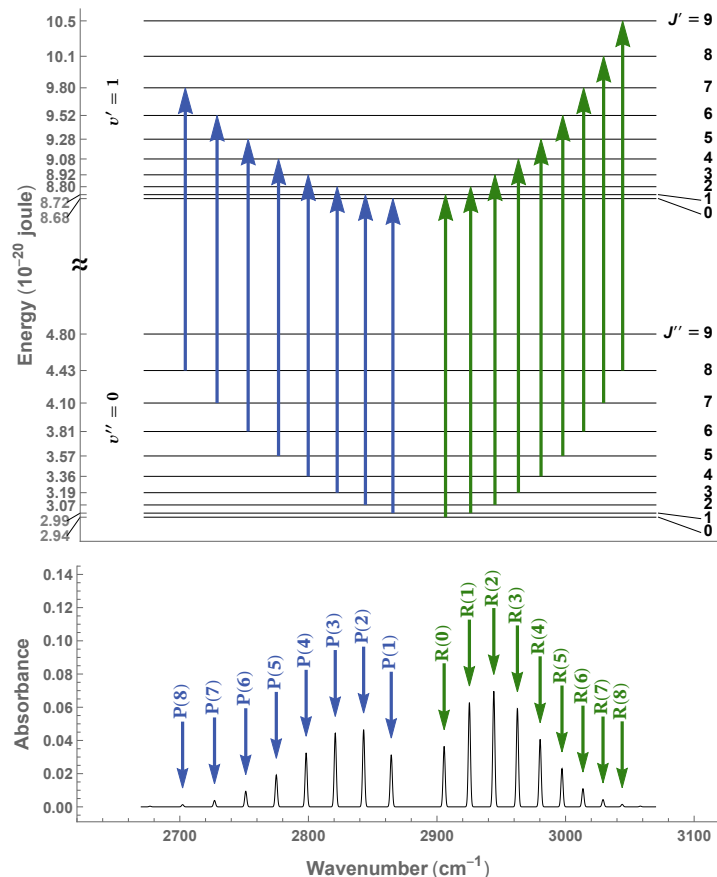 10.5
J′ = 9
10.1
8
9.80
7
9.52
6
9.28
5
9.08
4
8.92
3
8.80
2
8.72
1
8.68
0
v′ = 1
Energy (10⁻²⁰ joule)
≈
4.80
J″ = 9
4.43
8
4.10
7
3.81
6
3.57
5
3.36
4
3.19
3
3.07
2
2.99
1
2.94
0
v″ = 0
0.14
0.12
0.10
0.08
0.06
0.04
0.02
0.00
Absorbance
P(8)
P(7)
P(6)
P(5)
P(4)
P(3)
P(2)
P(1)
R(0)
R(1)
R(2)
R(3)
R(4)
R(5)
R(6)
R(7)
R(8)
2700 2800 2900 3000 3100
Wavenumber (cm⁻¹)